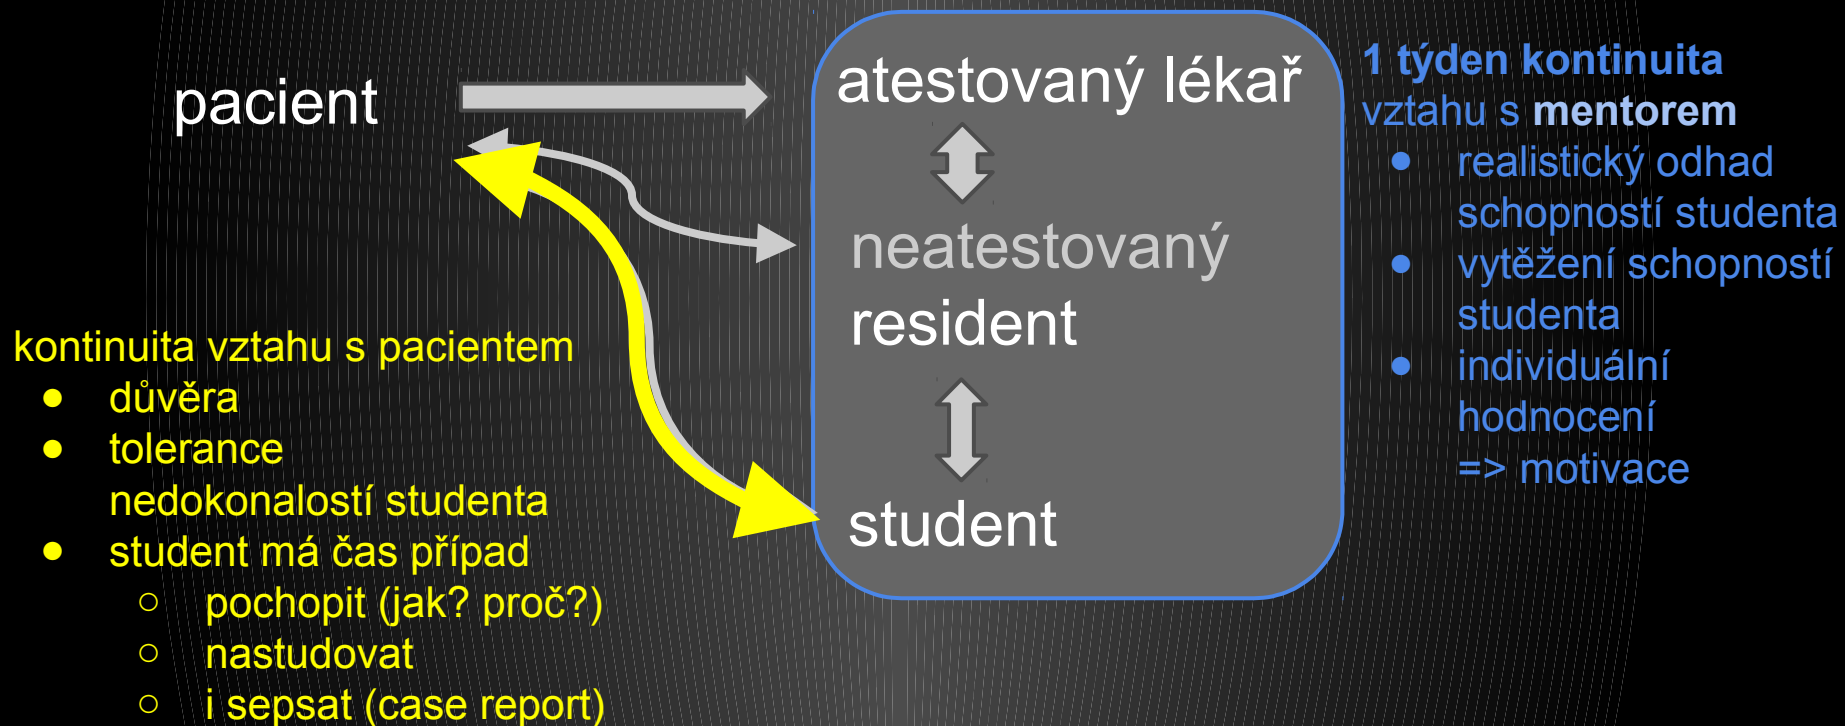 pacient
atestovaný lékař
neatestovaný
resident
student
kontinuita vztahu s pacientem
● důvěra
● tolerance
nedokonalostí studenta
● student má čas případ
○ pochopit (jak? proč?)
○ nastudovat
○ i sepsat (case report)
1 týden kontinuita
vztahu s mentorem
● realistický odhad
schopností studenta
● vytěžení schopností
studenta
● individuální
hodnocení
=> motivace